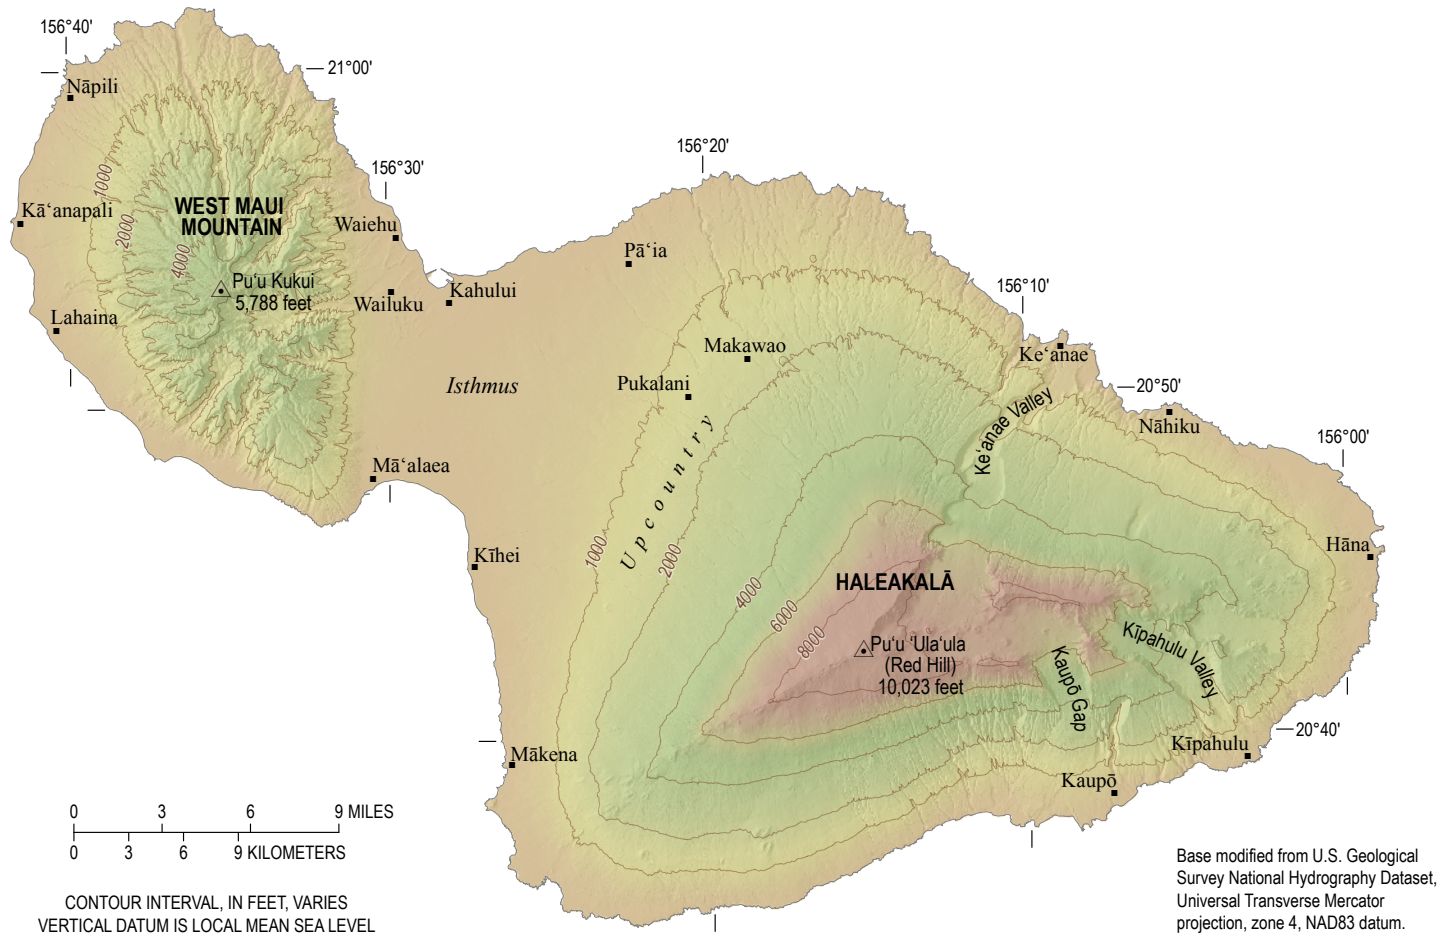 156°40'
21°00'
Nāpili
156°30'
156°20'
1000
WEST MAUI
MOUNTAIN
Kā‘anapali
2000
Waiehu
4000
Pā‘ia
Pu‘u Kukui
5,788 feet
Wailuku
Kahului
156°10'
Lahaina
Makawao
Ke‘anae
Isthmus
Pukalani
20°50'
Ke‘anae Valley
Nāhiku
Upcountry
156°00'
Mā‘alaea
Kīhei
1000
2000
4000
6000
8000
HALEAKALĀ
Hāna
Pu‘u ‘Ula‘ula
(Red Hill)
10,023 feet
Kaupō Gap
Kīpahulu Valley
20°40'
Kīpahulu
Mākena
Kaupō
0 3 6 9 MILES
0 3 6 9 KILOMETERS
CONTOUR INTERVAL, IN FEET, VARIES
VERTICAL DATUM IS LOCAL MEAN SEA LEVEL
Base modified from U.S. Geological
Survey National Hydrography Dataset,
Universal Transverse Mercator
projection, zone 4, NAD83 datum.